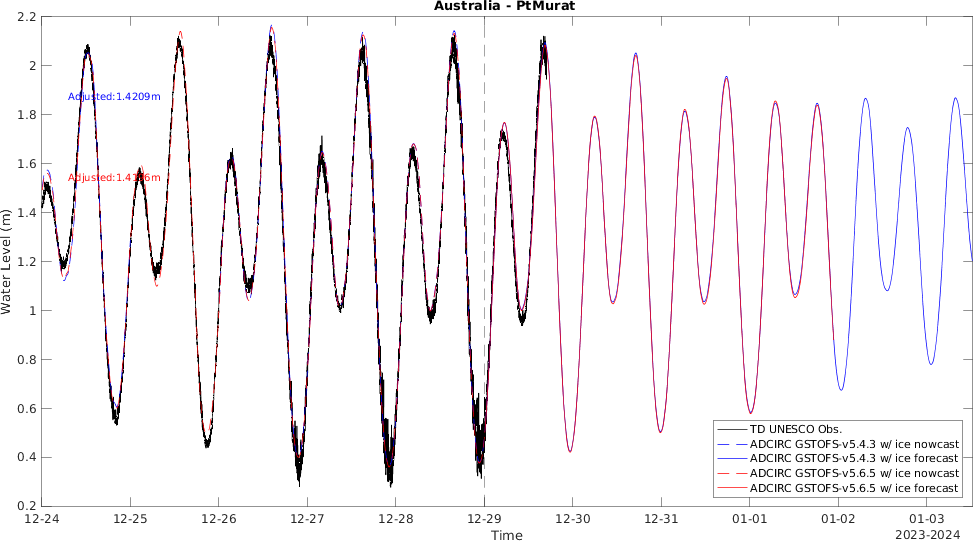 Australia - PtMurat
2.2
2
1.8
1.6
1.4
1.2
1
0.8
0.6
0.4
0.2
Water Level (m)
Adjusted:1.4209m
12-24
12-25
12-26
12-27
12-28
12-29
12-30
12-31
01-01
01-02
01-03
2023-2024
Time
TD UNESCO Obs.
ADCIRC GSTOFS-v5.4.3 w/ ice nowcast
ADCIRC GSTOFS-v5.4.3 w/ ice forecast
ADCIRC GSTOFS-v5.6.5 w/ ice nowcast
ADCIRC GSTOFS-v5.6.5 w/ ice forecast